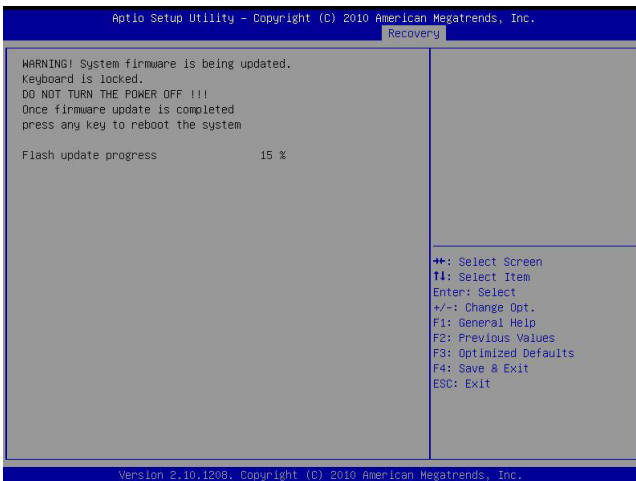 Aptio Setup Utility – Copyright (C) 2010 American Megatrends, Inc.
Recovery
WARNING! System firmware is being updated.
Keyboard is locked.
DO NOT TURN THE POWER OFF !!!
Once firmware update is completed
press any key to reboot the system
Flash update progress 15 %
→←: Select Screen
↑↓: Select Item
Enter: Select
+/-: Change Opt.
F1: General Help
F2: Previous Values
F3: Optimized Defaults
F4: Save & Exit
ESC: Exit
Version 2.10.1208. Copyright (C) 2010 American Megatrends, Inc.